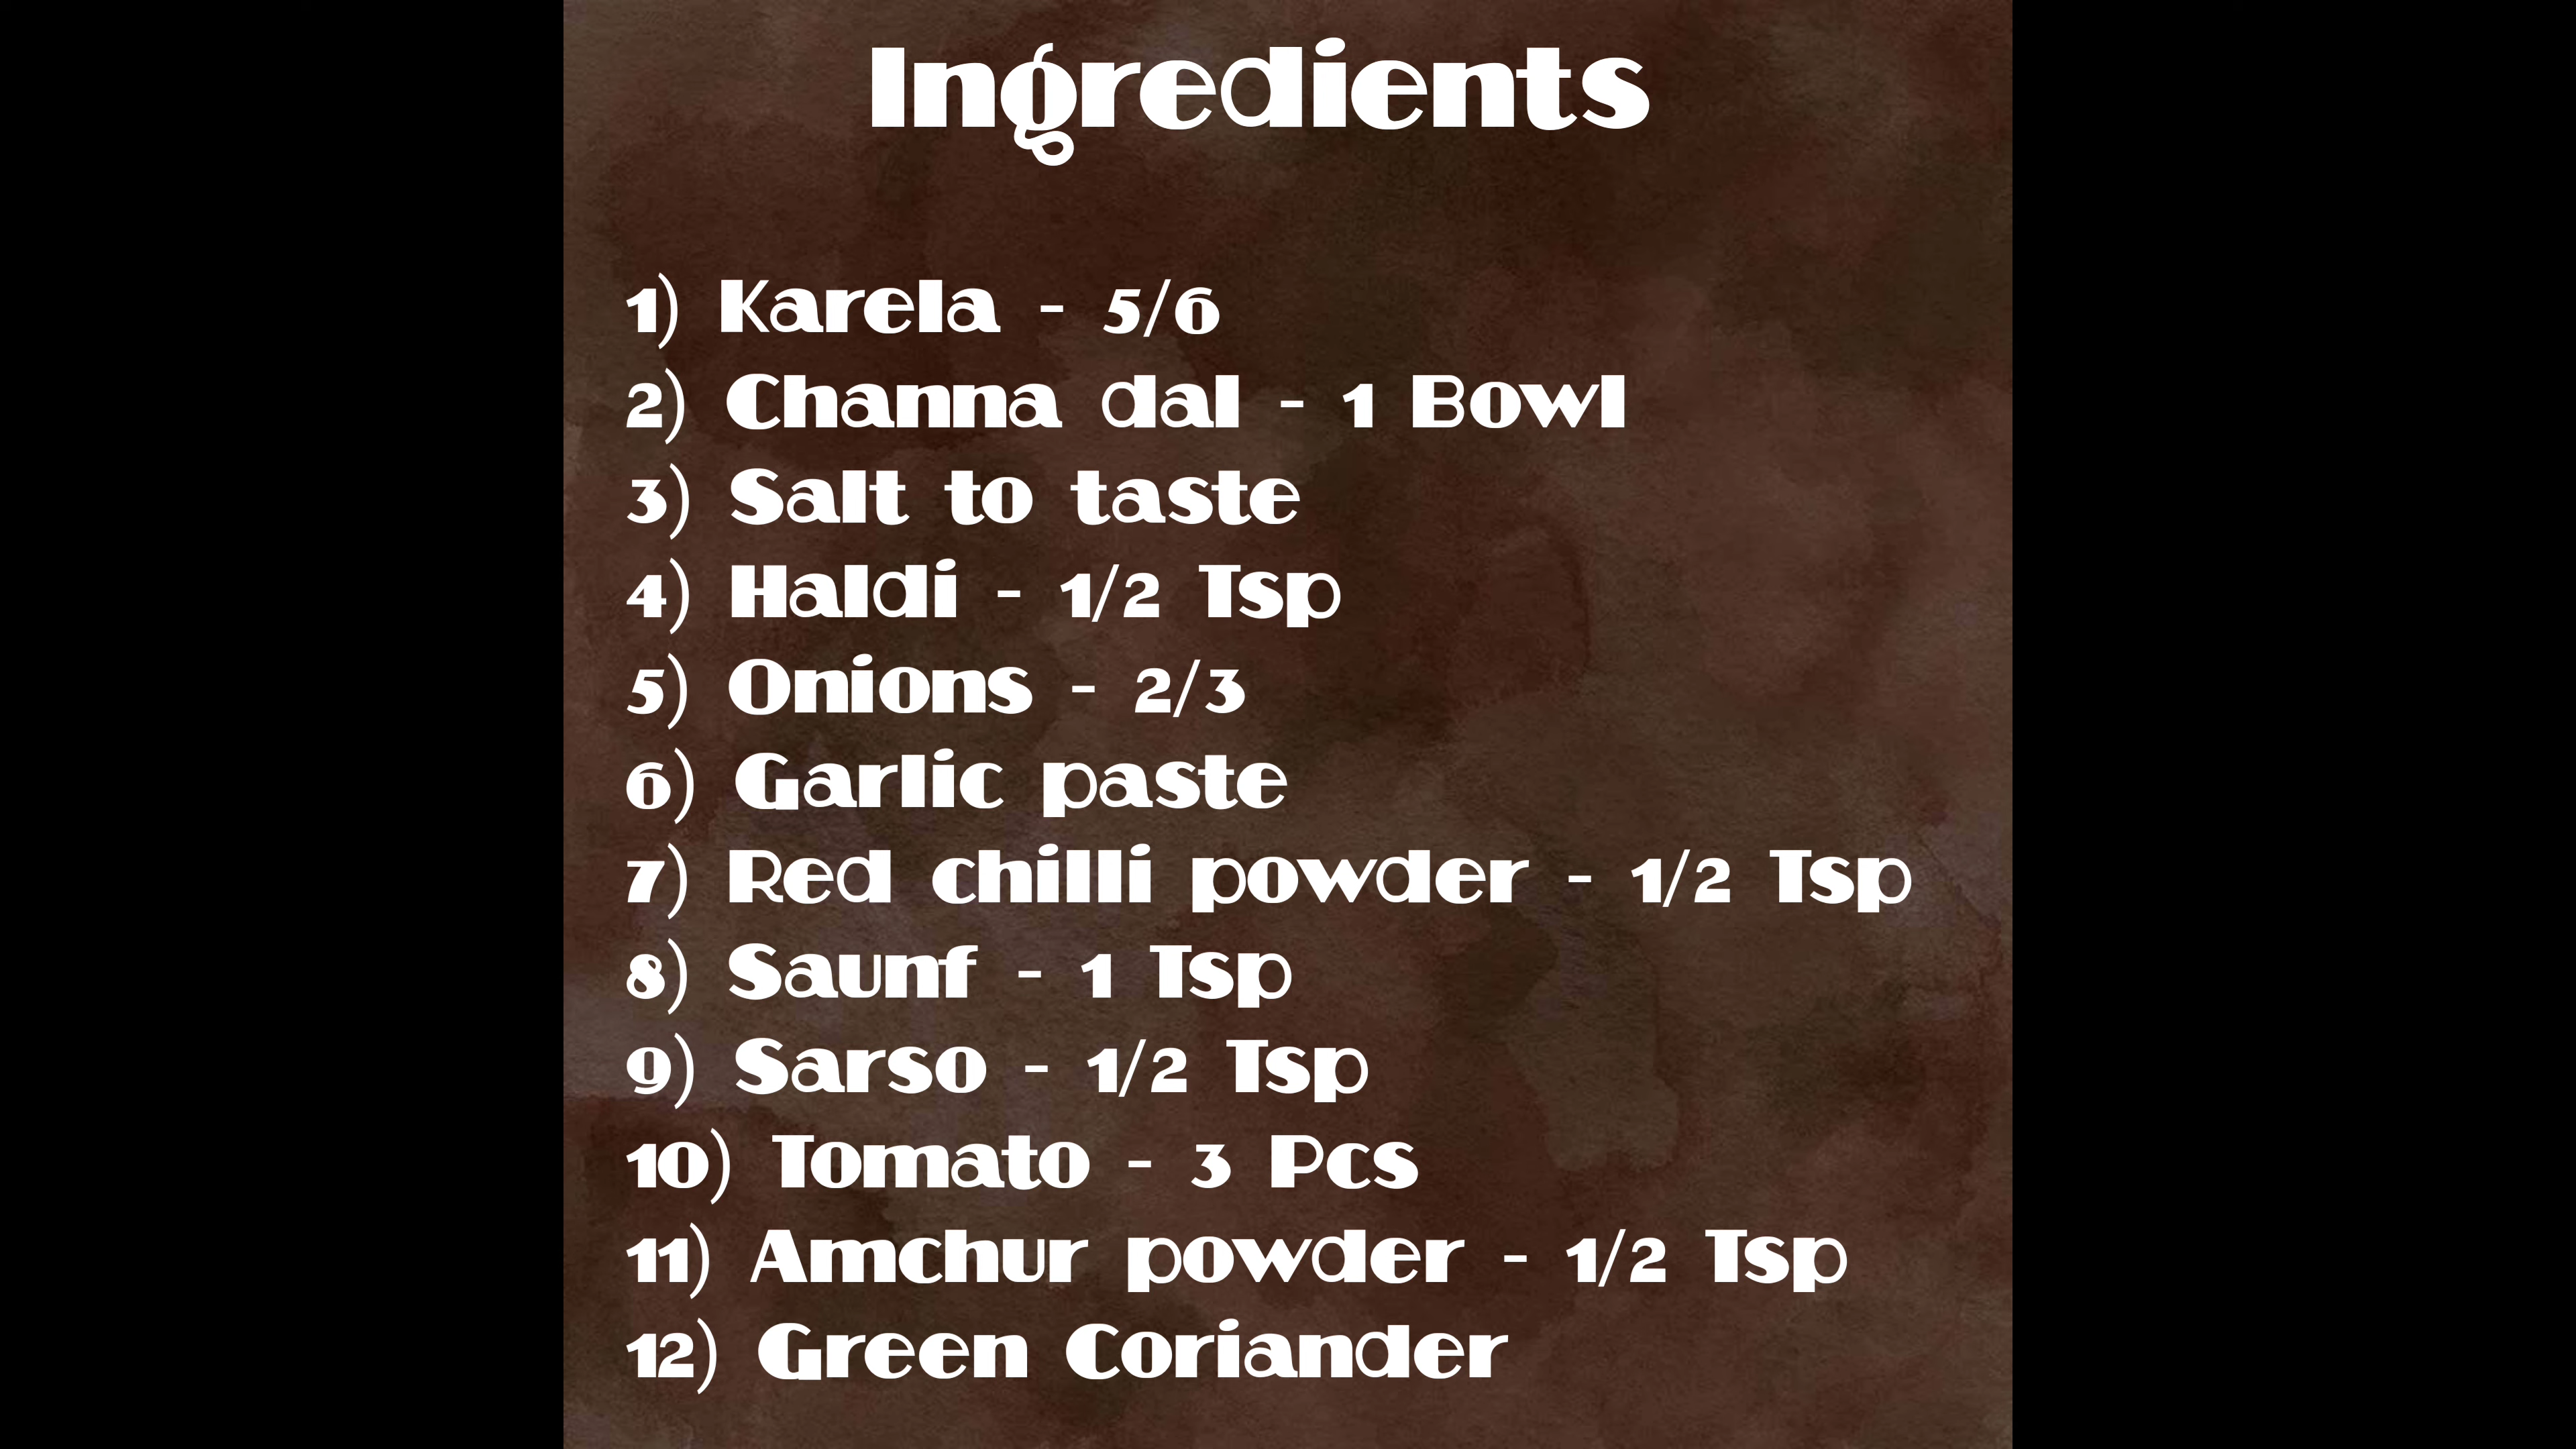 Ingredients
1) Karela - 5/6
2) Channa dal - 1 Bowl
3) Salt to taste
4) Haldi - 1/2 Tsp
5) Onions - 2/3
6) Garlic paste
7) Red chilli powder - 1/2 Tsp
8) Saunf - 1 Tsp
9) Sarso - 1/2 Tsp
10) Tomato - 3 Pcs
11) Amchur powder - 1/2 Tsp
12) Green Coriander